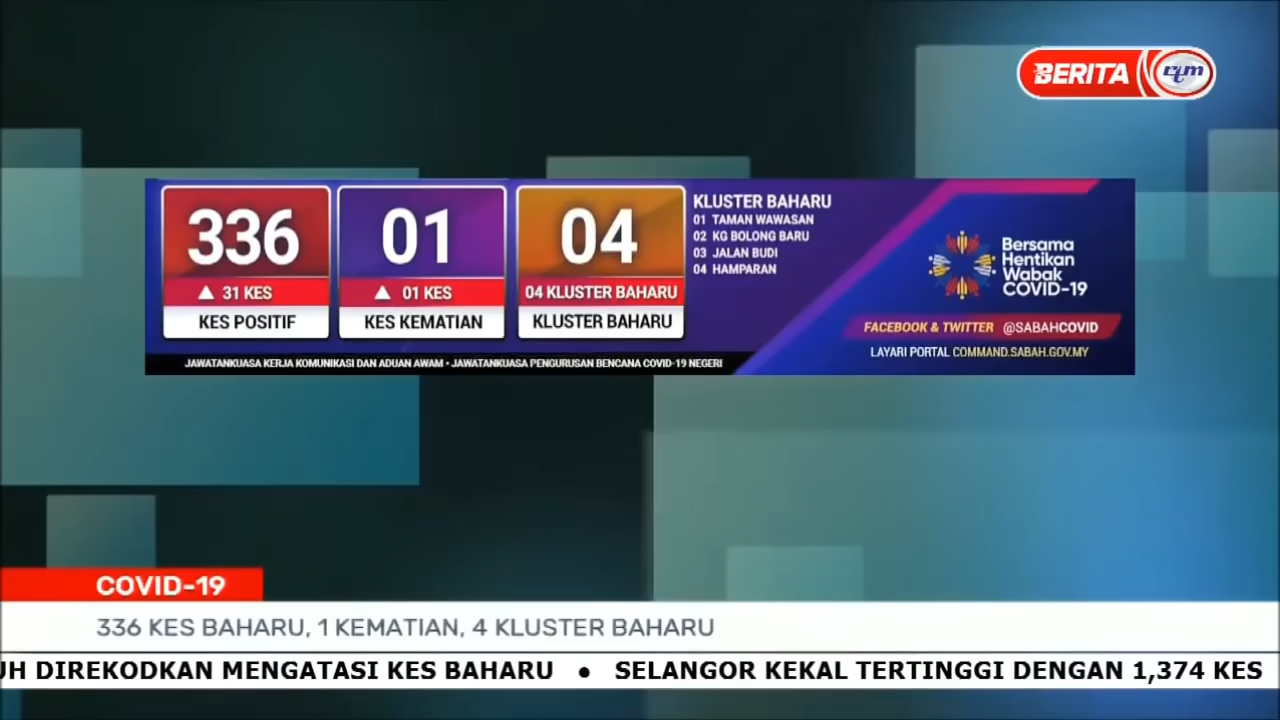 BERITA rtm
336
▲ 31 KES
KES POSITIF
01
▲ 01 KES
KES KEMATIAN
04
04 KLUSTER BAHARU
KLUSTER BAHARU
KLUSTER BAHARU
01 TAMAN WAWASAN
02 KG BOLONG BARU
03 JALAN BUDI
04 HAMPARAN
Bersama
Hentikan
Wabak
COVID-19
FACEBOOK & TWITTER @SABAHCOVID
LAYARI PORTAL COMMAND.SABAH.GOV.MY
JAWATANKUASA KERJA KOMUNIKASI DAN ADUAN AWAM • JAWATANKUASA PENGURUSAN BENCANA COVID-19 NEGERI
COVID-19
336 KES BAHARU, 1 KEMATIAN, 4 KLUSTER BAHARU
UH DIREKODKAN MENGATASI KES BAHARU • SELANGOR KEKAL TERTINGGI DENGAN 1,374 KES